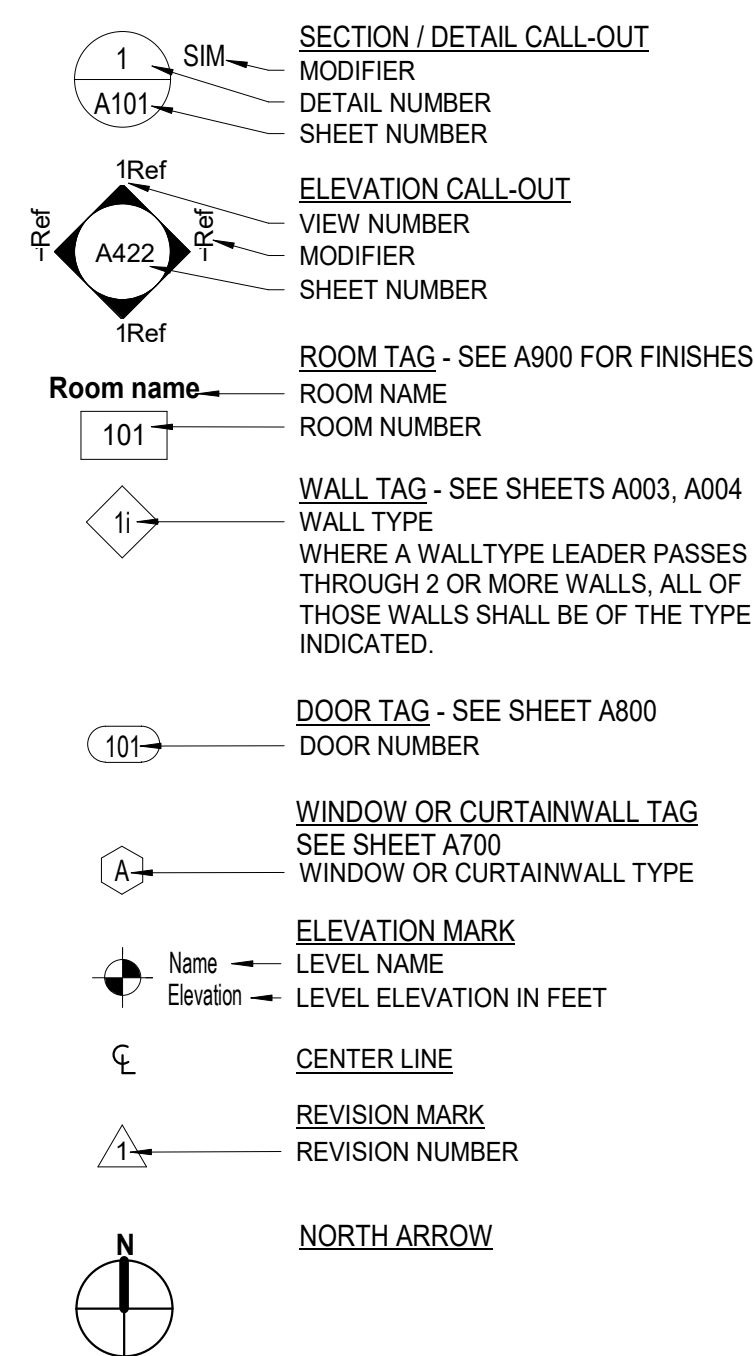 1 SIM SECTION / DETAIL CALL-OUT
MODIFIER
A101 DETAIL NUMBER
SHEET NUMBER
1Ref
ELEVATION CALL-OUT
1Ref 1Ref VIEW NUMBER
A422 MODIFIER
SHEET NUMBER
1Ref
ROOM TAG - SEE A900 FOR FINISHES
Room name ROOM NAME
101 ROOM NUMBER
WALL TAG - SEE SHEETS A003, A004
1i WALL TYPE
WHERE A WALLTYPE LEADER PASSES
THROUGH 2 OR MORE WALLS, ALL OF
THOSE WALLS SHALL BE OF THE TYPE
INDICATED.
DOOR TAG - SEE SHEET A800
101 DOOR NUMBER
WINDOW OR CURTAINWALL TAG
SEE SHEET A700
A WINDOW OR CURTAINWALL TYPE
ELEVATION MARK
Name LEVEL NAME
Elevation LEVEL ELEVATION IN FEET
℄ CENTER LINE
REVISION MARK
1 REVISION NUMBER
N NORTH ARROW